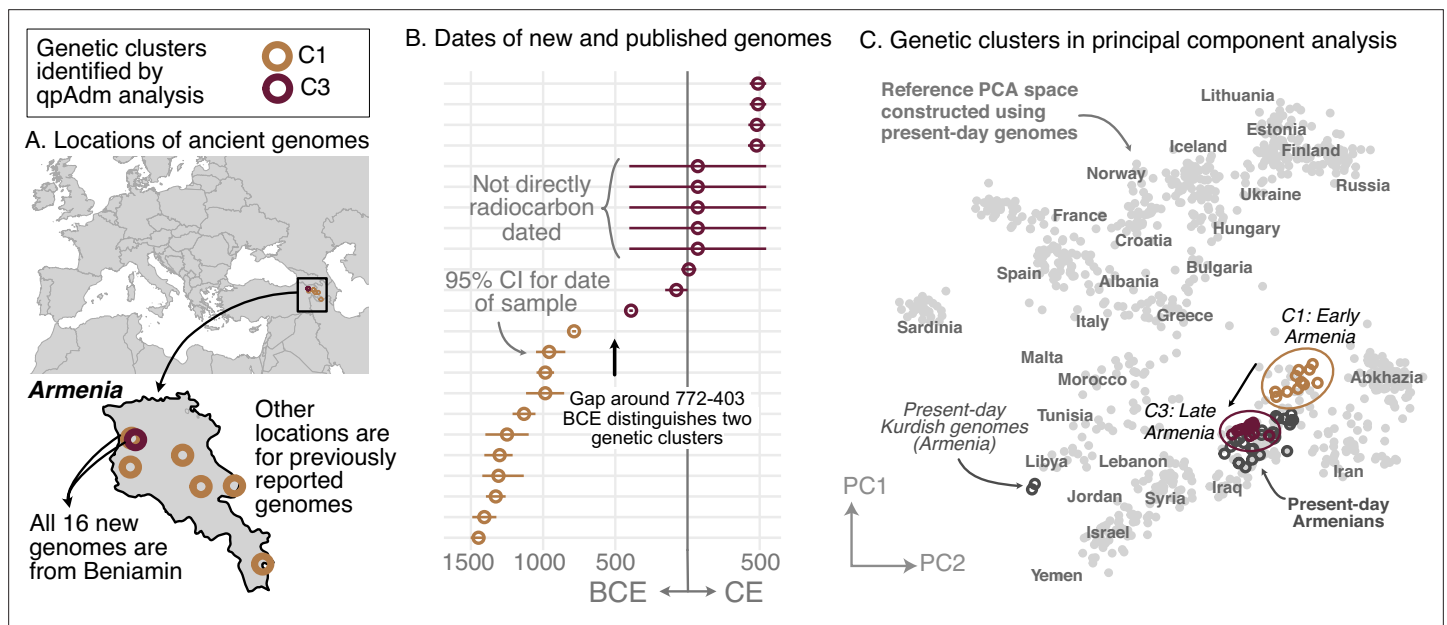 Genetic clusters
identified by
qpAdm analysis
C1
C3
A. Locations of ancient genomes
Armenia
Other
locations are
for previously
reported
genomes
All 16 new
genomes are
from Beniamin
B. Dates of new and published genomes
Not directly
radiocarbon
dated
95% CI for date
of sample
Gap around 772-403
BCE distinguishes two
genetic clusters
1500 1000 500 500
BCE CE
C. Genetic clusters in principal component analysis
Reference PCA space
constructed using
present-day genomes
Lithuania
Estonia
Finland
Iceland
Norway
Russia
Ukraine
France
Hungary
Croatia
Spain
Bulgaria
Albania
Sardinia
Italy
Greece
C1: Early
Armenia
Malta
Morocco
Abkhazia
Present-day
Kurdish genomes
(Armenia)
Tunisia
C3: Late
Armenia
Libya
Lebanon
Iran
Jordan
Syria
Iraq
Present-day
Armenians
Israel
Yemen
PC1
PC2